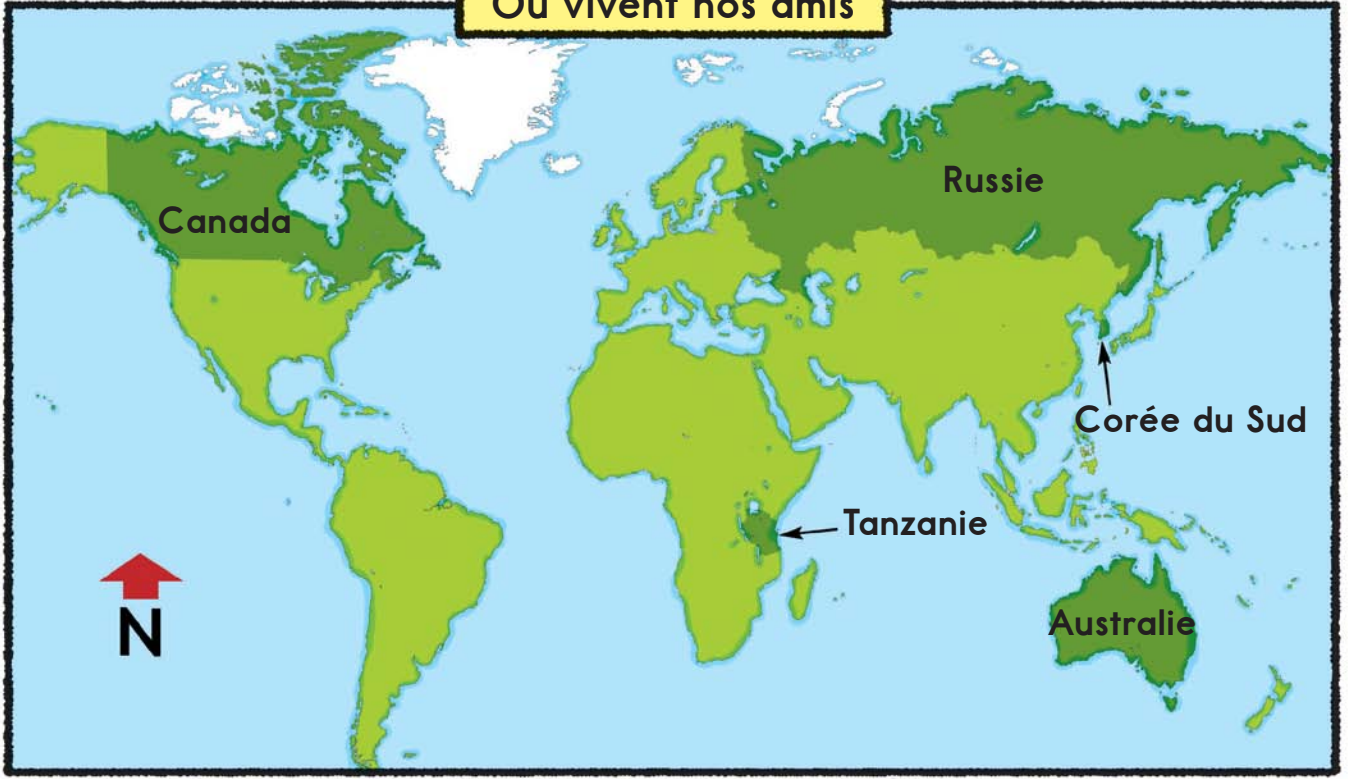 Où vivent nos amis
Russie
Canada
Corée du Sud
Tanzanie
Australie
N